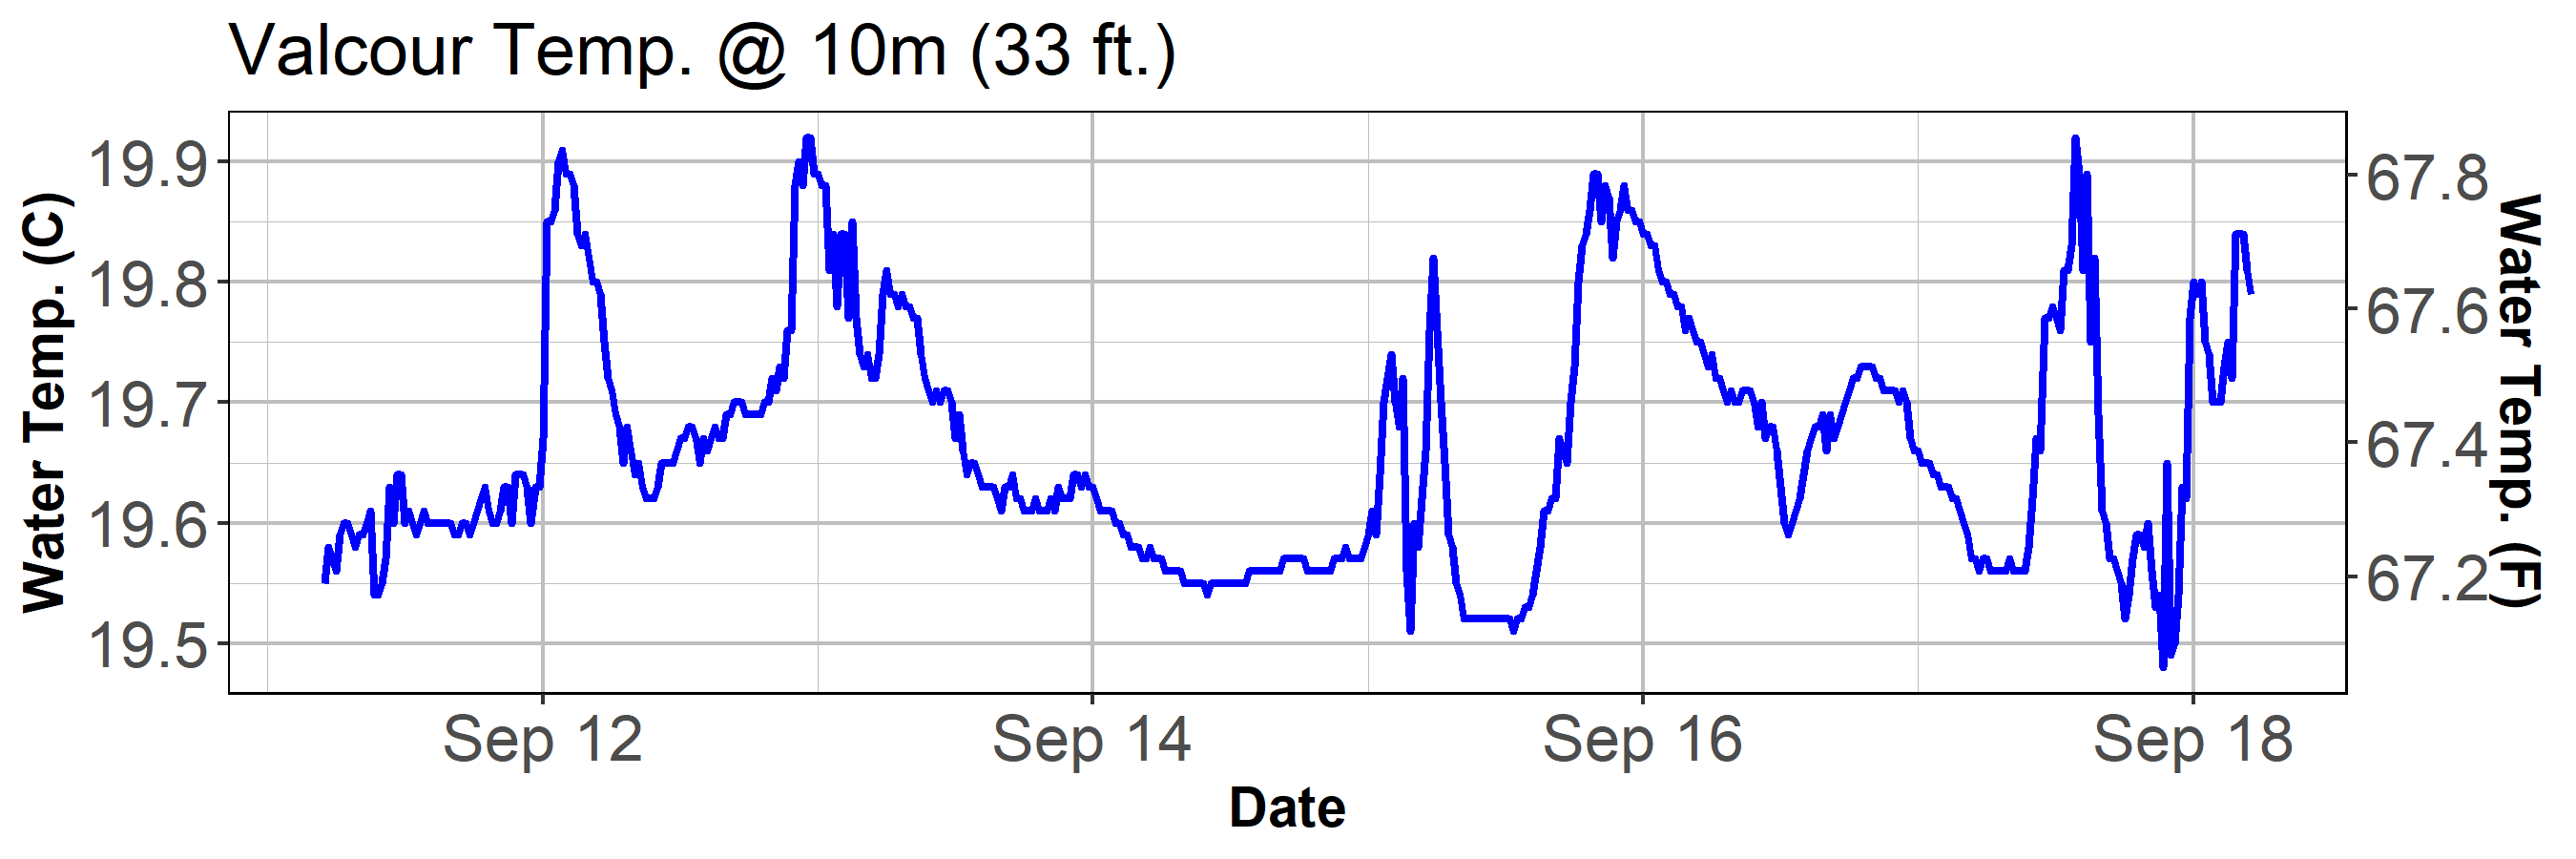 Valcour Temp. @ 10m (33 ft.)
Water Temp. (C)
19.9
19.8
19.7
19.6
19.5
67.8
67.6
67.4
67.2
Water Temp. (F)
Sep 12 Sep 14 Sep 16 Sep 18
Date